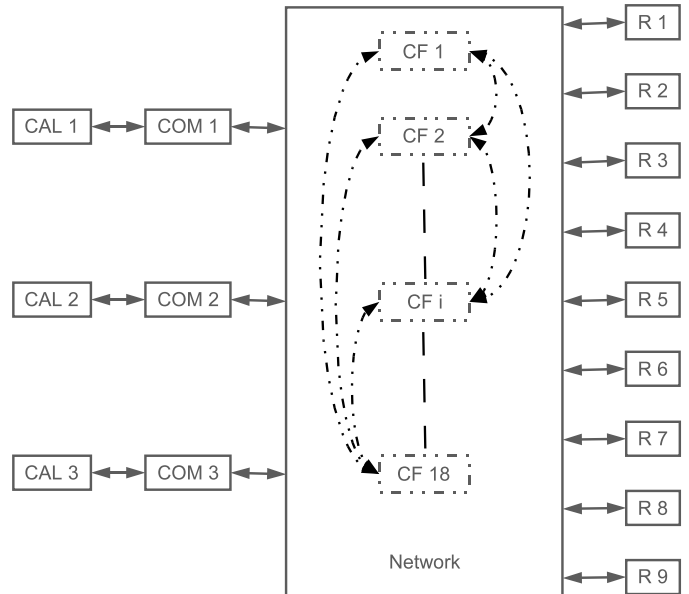 CF 1
R 1
R 2
CAL 1
COM 1
CF 2
R 3
R 4
CAL 2
COM 2
CF i
R 5
R 6
R 7
CAL 3
COM 3
CF 18
R 8
Network
R 9